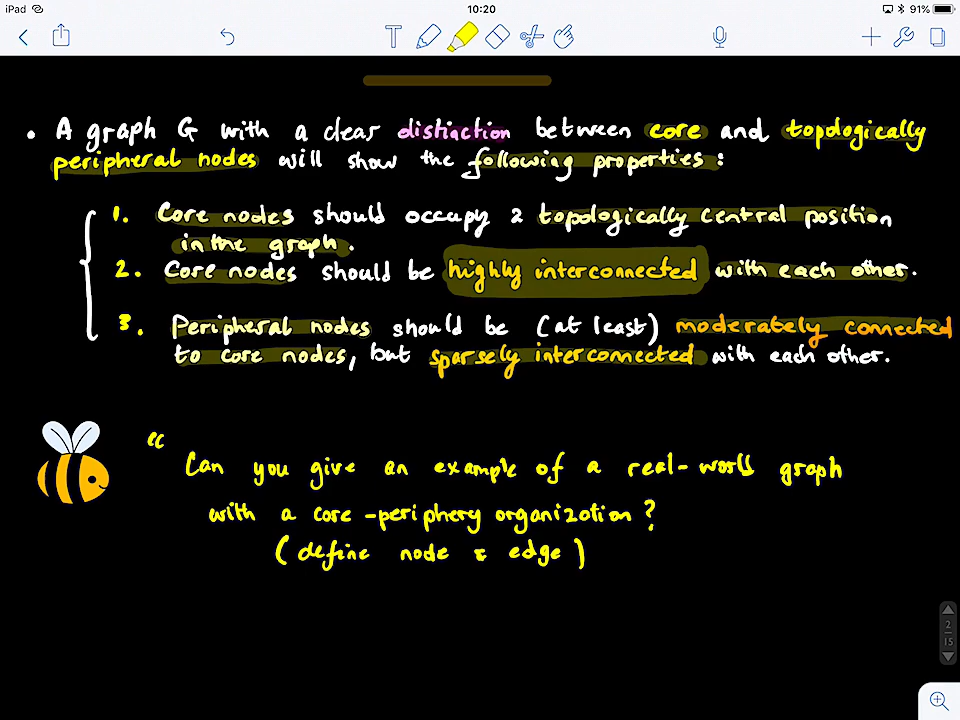 iPad
10:20
91%
• A graph G with a clear distinction between core and topologically
peripheral nodes will show the following properties:
1. Core nodes should occupy a topologically central position
in the graph.
2. Core nodes should be highly interconnected with each other.
3. Peripheral nodes should be (at least) moderately connected
to core nodes, but sparsely interconnected with each other.
“
Can you give an example of a real-world graph
with a core-periphery organization?
(define node & edge)
2
15